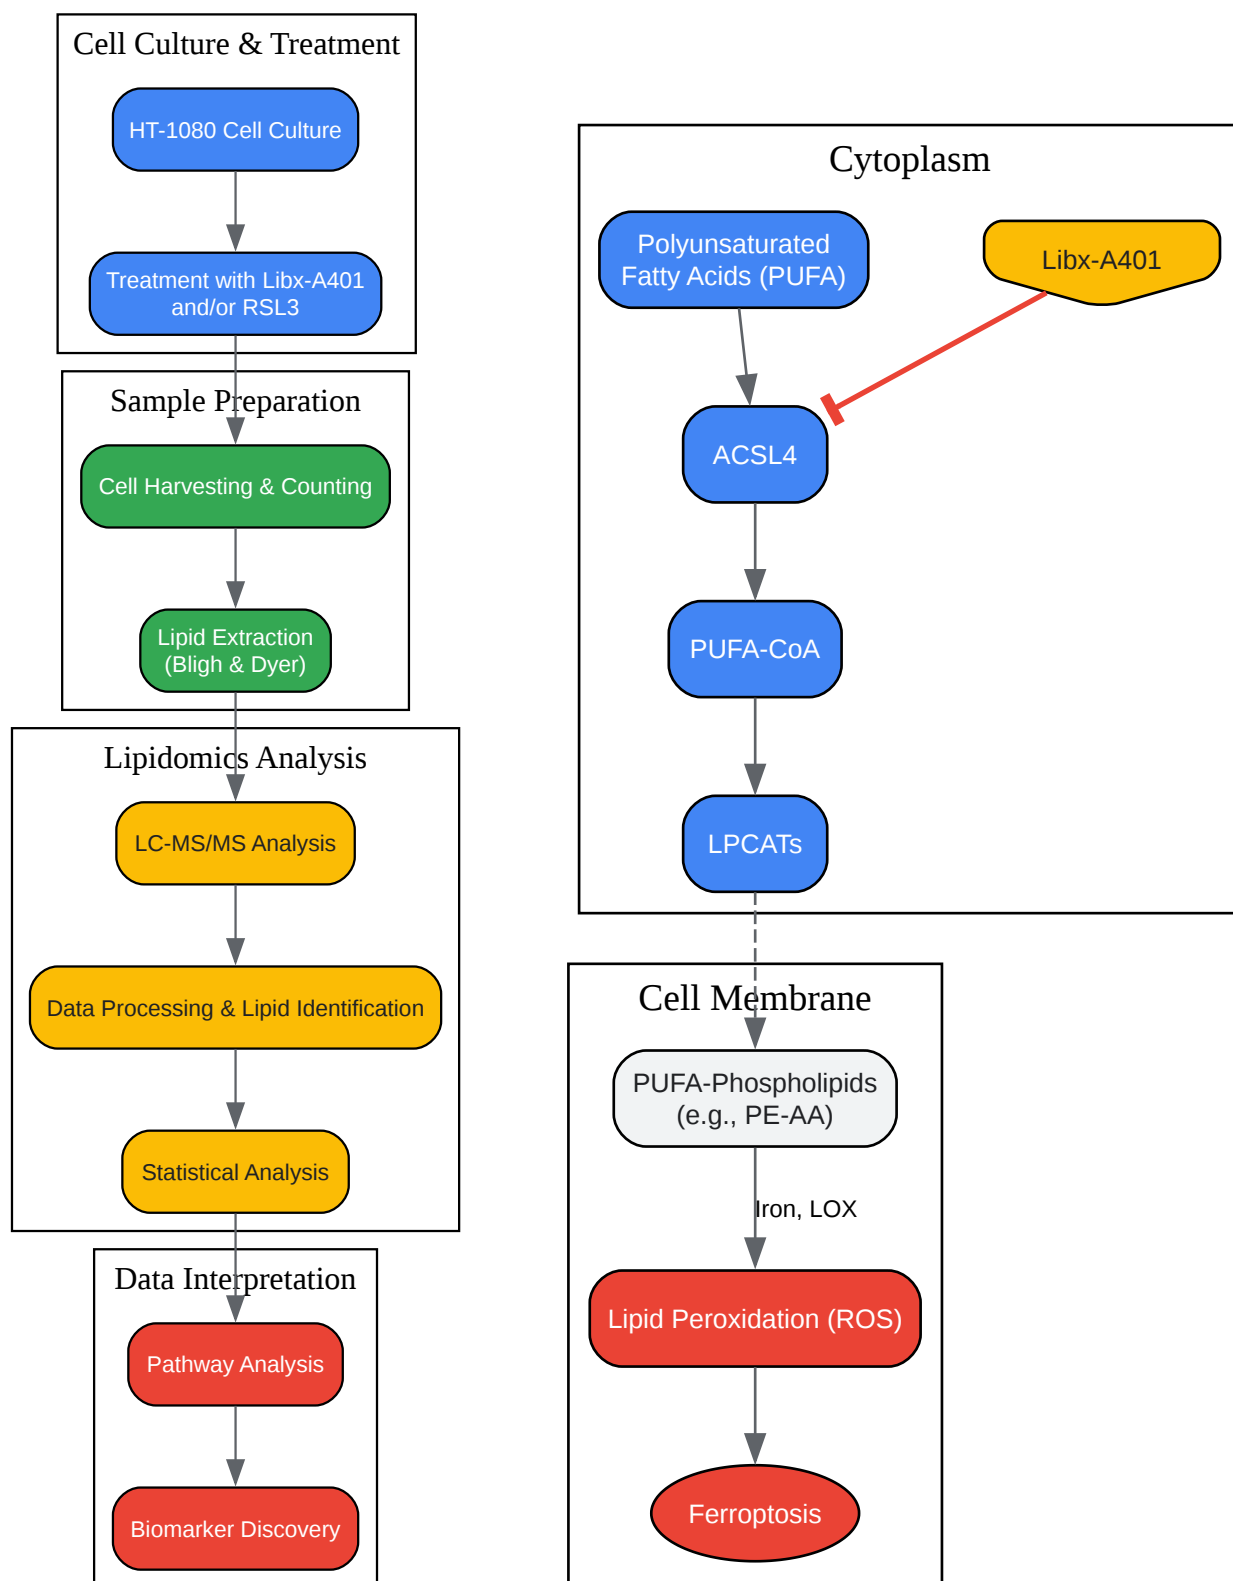 Cell Culture & Treatment
HT-1080 Cell Culture
Treatment with Libx-A401
and/or RSL3
Sample Preparation
Cell Harvesting & Counting
Lipid Extraction
(Bligh & Dyer)
Lipidomics Analysis
LC-MS/MS Analysis
Data Processing & Lipid Identification
Statistical Analysis
Data Interpretation
Pathway Analysis
Biomarker Discovery
Cytoplasm
Polyunsaturated
Fatty Acids (PUFA)
Libx-A401
ACSL4
PUFA-CoA
LPCATs
Cell Membrane
PUFA-Phospholipids
(e.g., PE-AA)
Iron, LOX
Lipid Peroxidation (ROS)
Ferroptosis